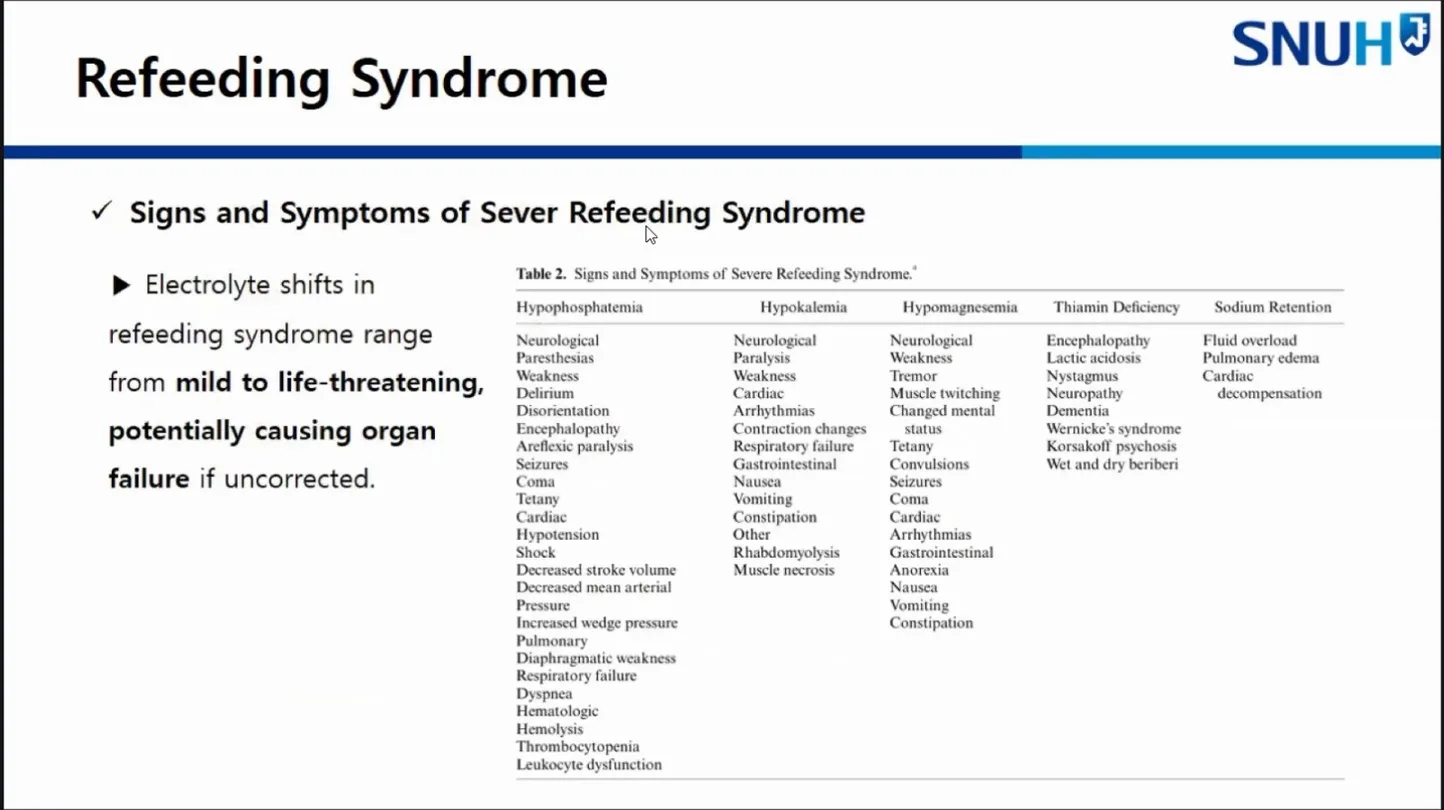 SNUH
Refeeding Syndrome
✓ Signs and Symptoms of Sever Refeeding Syndrome
▶ Electrolyte shifts in
refeeding syndrome range
from mild to life-threatening,
potentially causing organ
failure if uncorrected.
Table 2. Signs and Symptoms of Severe Refeeding Syndrome.a
Hypophosphatemia Hypokalemia Hypomagnesemia Thiamin Deficiency Sodium Retention
Neurological Neurological Neurological Encephalopathy Fluid overload
Paresthesias Paralysis Weakness Lactic acidosis Pulmonary edema
Weakness Weakness Tremor Nystagmus Cardiac
Delirium Cardiac Muscle twitching Neuropathy decompensation
Disorientation Arrhythmias Changed mental Dementia
Encephalopathy Contraction changes status Wernicke's syndrome
Areflexic paralysis Respiratory failure Tetany Korsakoff psychosis
Seizures Gastrointestinal Convulsions Wet and dry beriberi
Coma Nausea Seizures
Tetany Vomiting Coma
Cardiac Constipation Cardiac
Hypotension Other Arrhythmias
Shock Rhabdomyolysis Gastrointestinal
Decreased stroke volume Muscle necrosis Anorexia
Decreased mean arterial Nausea
Pressure Vomiting
Increased wedge pressure Constipation
Pulmonary
Diaphragmatic weakness
Respiratory failure
Dyspnea
Hematologic
Hemolysis
Thrombocytopenia
Leukocyte dysfunction